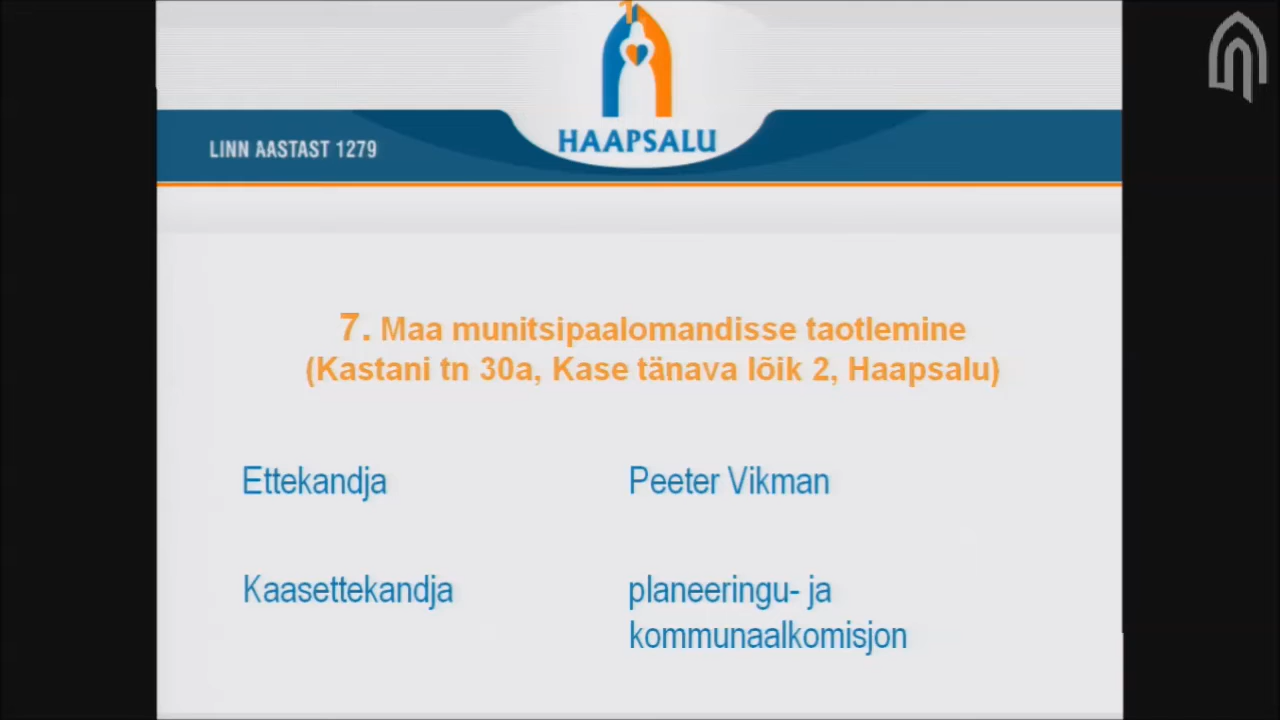 1
HAAPSALU
LINN AASTAST 1279
7. Maa munitsipaalomandisse taotlemine
(Kastani tn 30a, Kase tänava lõik 2, Haapsalu)
Ettekandja Peeter Vikman
Kaasettekandja planeeringu- ja
kommunaalkomisjon